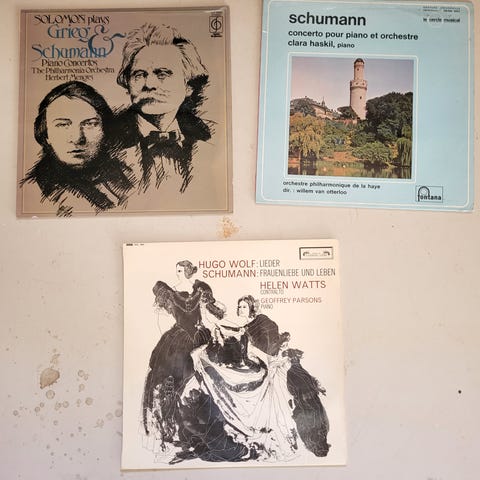 SOLOMON plays
Grieg &
Schumann
Piano Concertos
The Philharmonia Orchestra
Herbert Menges
schumann
concerto pour piano et orchestre
clara haskil, piano
le cercle musical
orchestre philharmonique de la haye
dir. : willem van otterloo
fontana
HUGO WOLF: LIEDER
SCHUMANN: FRAUENLIEBE UND LEBEN
HELEN WATTS
CONTRALTO
GEOFFREY PARSONS
PIANO